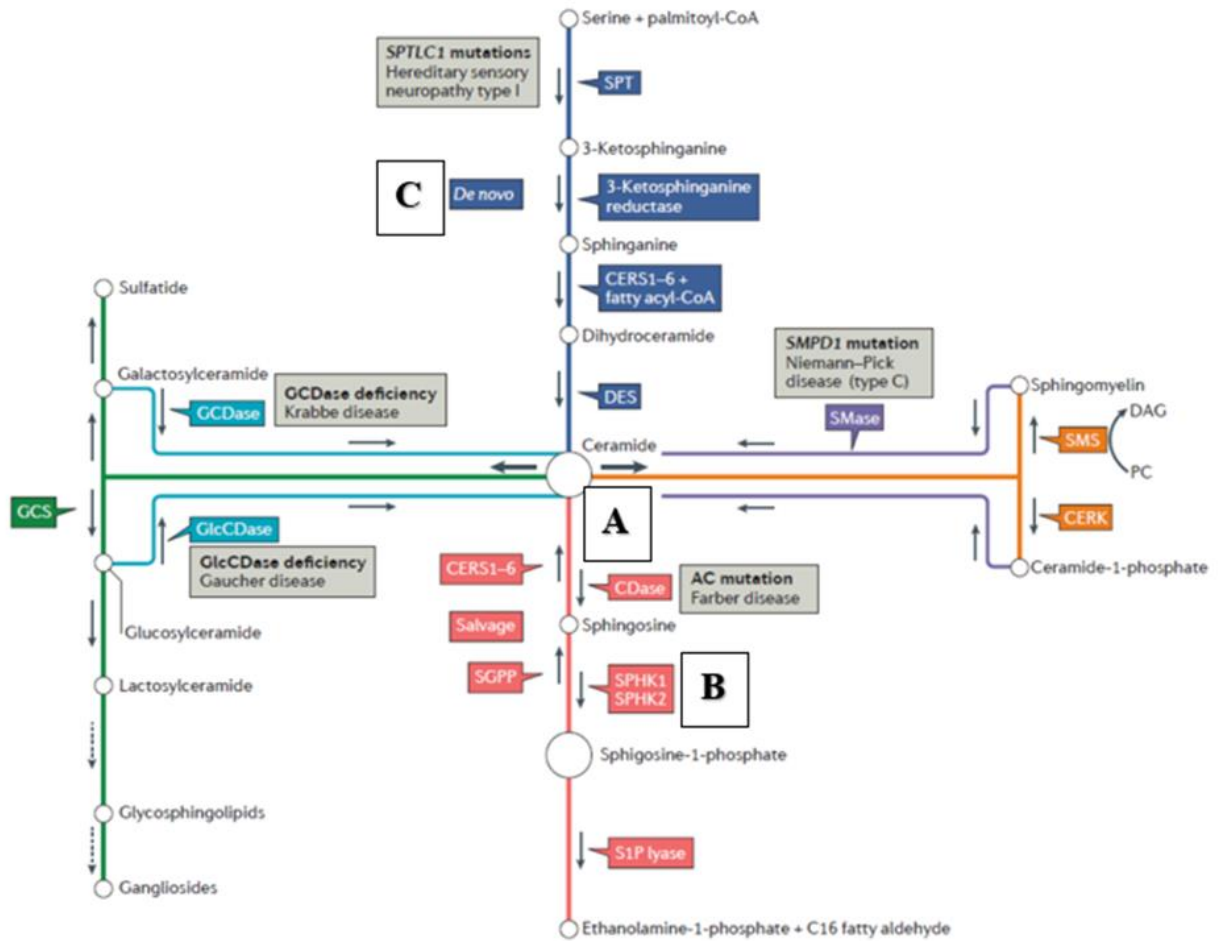 Serine + palmitoyl-CoA
SPTLC1 mutations
Hereditary sensory
neuropathy type I
SPT
3-Ketosphinganine
C
De novo
3-Ketosphinganine
reductase
Sphinganine
CERS1–6 +
fatty acyl-CoA
Sulfatide
Dihydroceramide
SMPD1 mutation
Niemann–Pick
disease (type C)
Galactosylceramide
GCDase deficiency
Krabbe disease
GCDase
DES
Sphingomyelin
DAG
SMase
SMS
PC
Ceramide
GCS
GlcCDase
A
CERK
GlcCDase deficiency
Gaucher disease
CERS1–6
CDase
AC mutation
Farber disease
Ceramide-1-phosphate
Glucosylceramide
Salvage
Sphingosine
SGPP
SPHK1
SPHK2
B
Lactosylceramide
Sphigosine-1-phosphate
Glycosphingolipids
S1P lyase
Gangliosides
Ethanolamine-1-phosphate + C16 fatty aldehyde